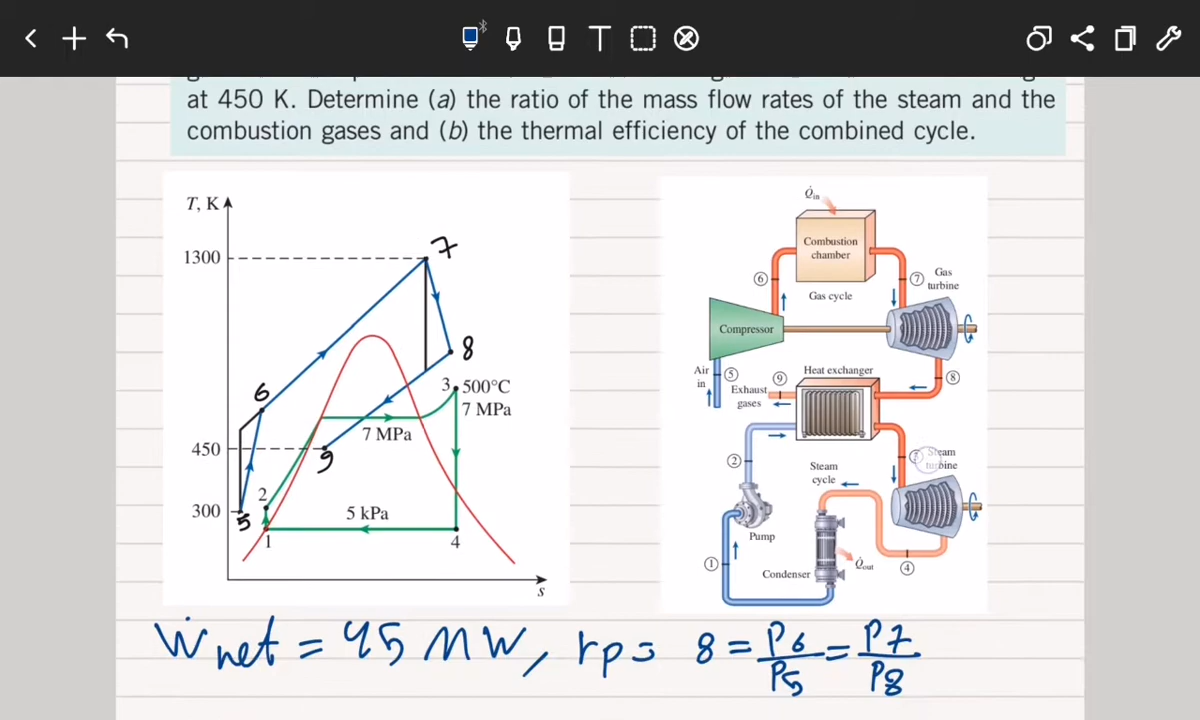 at 450 K. Determine (a) the ratio of the mass flow rates of the steam and the
combustion gases and (b) the thermal efficiency of the combined cycle.
T, K
1300
7
8
6
3
500°C
7 MPa
7 MPa
450
9
2
300
5
5 kPa
1
4
s
Q̇in
Combustion
chamber
6
7
Gas
turbine
Gas cycle
Compressor
Air
in
5
9
Heat exchanger
8
Exhaust
gases
2
Steam
turbine
Steam
cycle
Pump
1
Condenser
Q̇out
4
Ẇnet = 45 MW, rp = 8 = P6/P5 = P7/P8